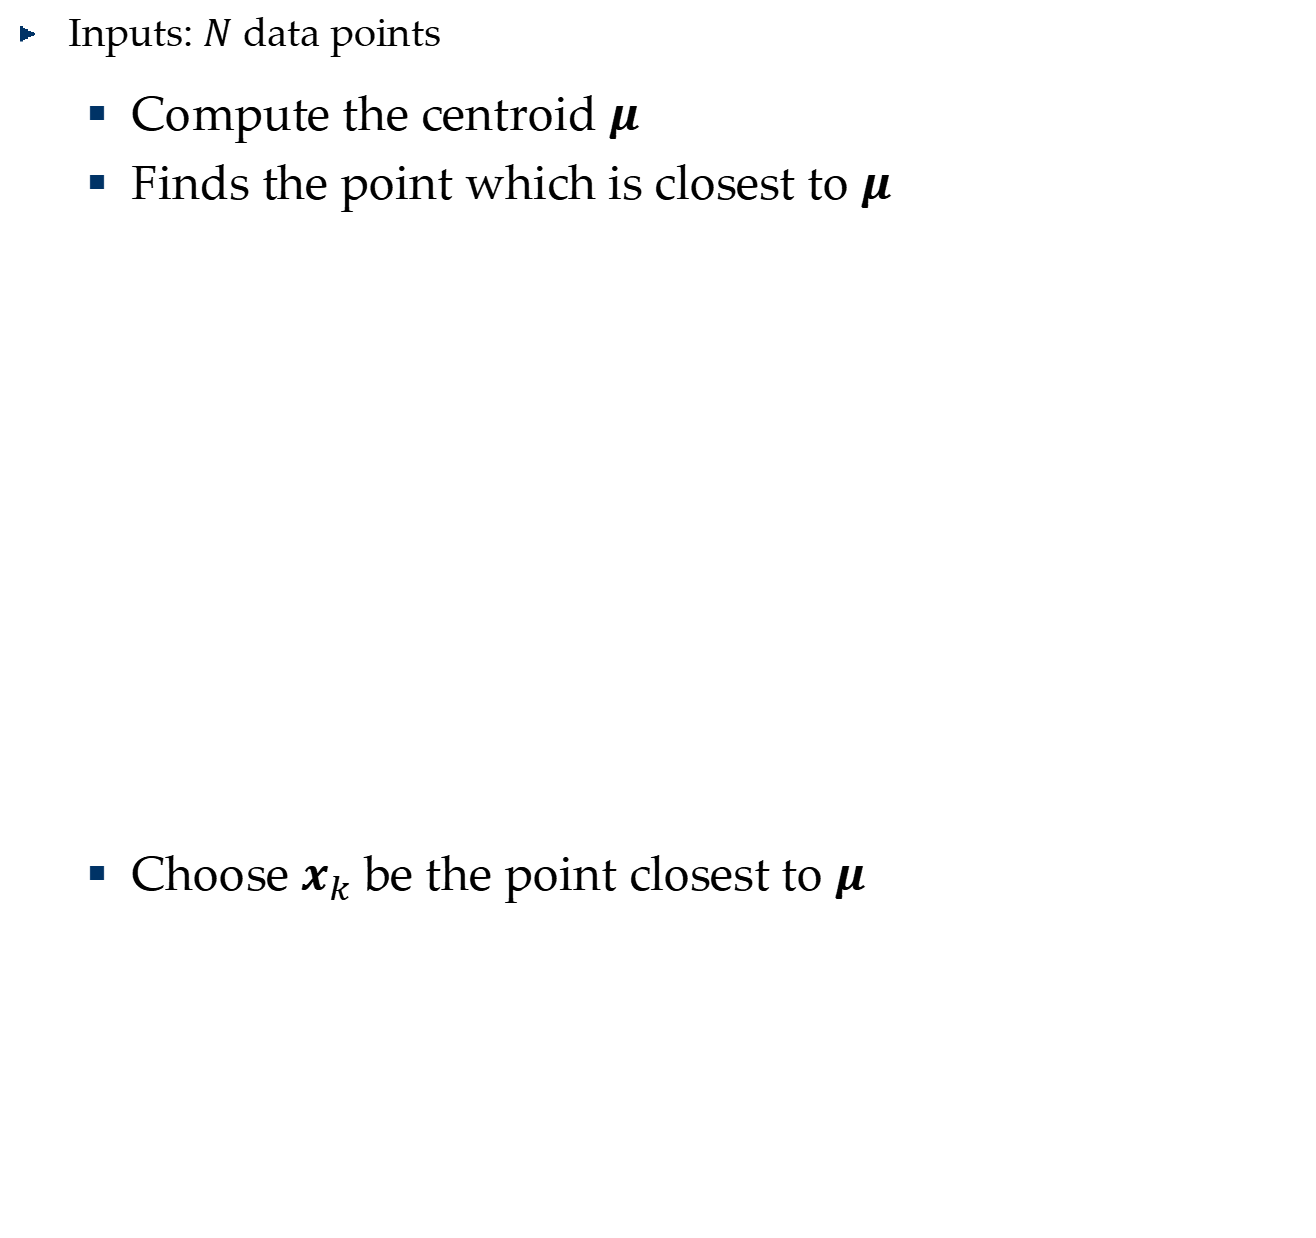 Inputs: N data points
Compute the centroid μ
Finds the point which is closest to μ
Choose xₖ be the point closest to μ